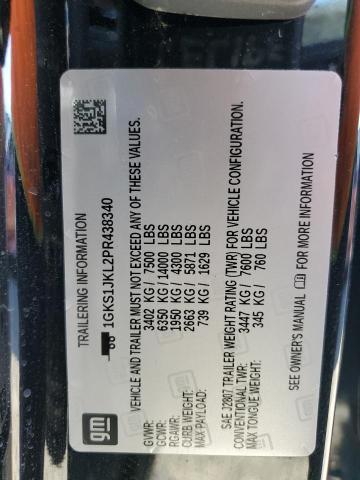 TRAILERING INFORMATION
1GKS1JKL2PR438340
VEHICLE AND TRAILER MUST NOT EXCEED ANY OF THESE VALUES.
GVWR: 3402 KG / 7500 LBS
GCWR: 6350 KG / 14000 LBS
RGAWR: 1950 KG / 4300 LBS
CURB WEIGHT: 2663 KG / 5871 LBS
MAX-PAYLOAD: 739 KG / 1629 LBS
SAE J2807 TRAILER WEIGHT RATING (TWR) FOR VEHICLE CONFIGURATION.
CONVENTIONAL TWR: 3447 KG / 7600 LBS
MAX TONGUE WEIGHT: 345 KG / 760 LBS
SEE OWNER'S MANUAL FOR MORE INFORMATION
gm